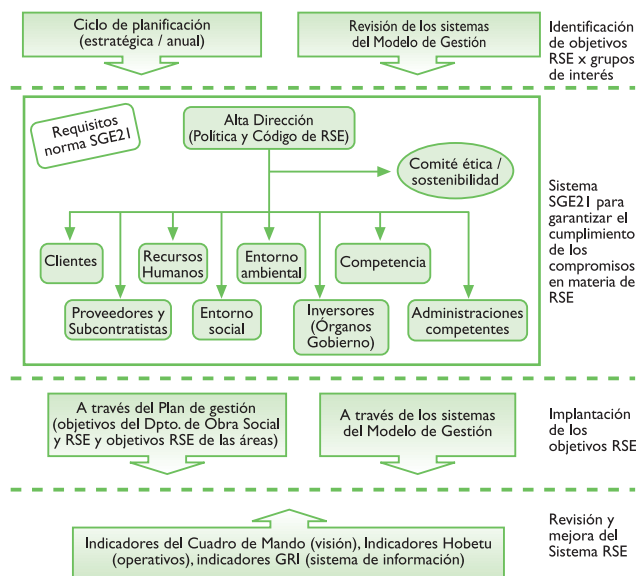 Ciclo de planificación
(estratégica / anual)
Revisión de los sistemas
del Modelo de Gestión
Identificación
de objetivos
RSE x grupos
de interés
Requisitos
norma SGE21
Alta Dirección
(Política y Código de RSE)
Comité ética /
sostenibilidad
Clientes
Recursos
Humanos
Entorno
ambiental
Competencia
Proveedores y
Subcontratistas
Entorno
social
Inversores
(Órganos
Gobierno)
Administraciones
competentes
Sistema
SGE21 para
garantizar el
cumplimiento
de los
compromisos
en materia de
RSE
A través del Plan de gestión
(objetivos del Dpto. de Obra Social
y RSE y objetivos RSE de las áreas)
A través de los sistemas
del Modelo de Gestión
Implantación
de los
objetivos RSE
Indicadores del Cuadro de Mando (visión), Indicadores Hobetu
(operativos), indicadores GRI (sistema de información)
Revisión y
mejora del
Sistema RSE